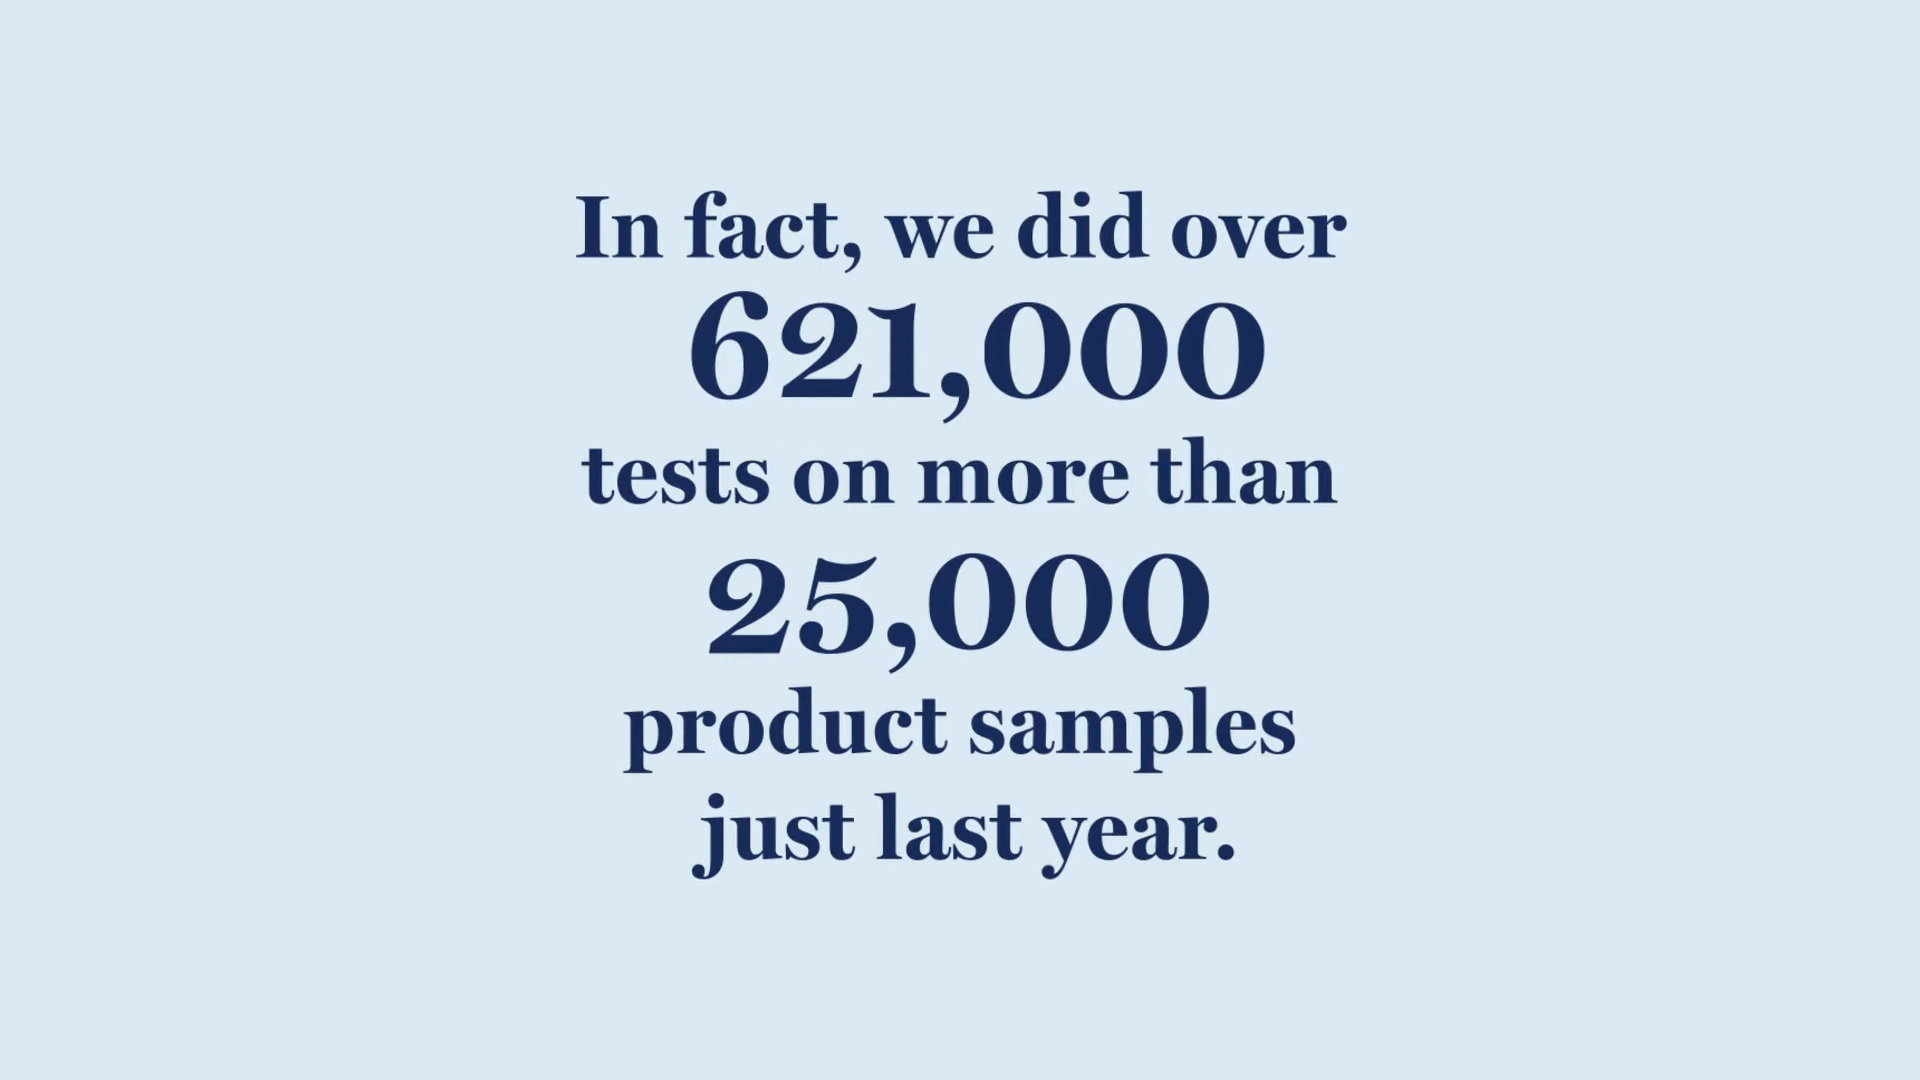 In fact, we did over
621,000
tests on more than
25,000
product samples
just last year.